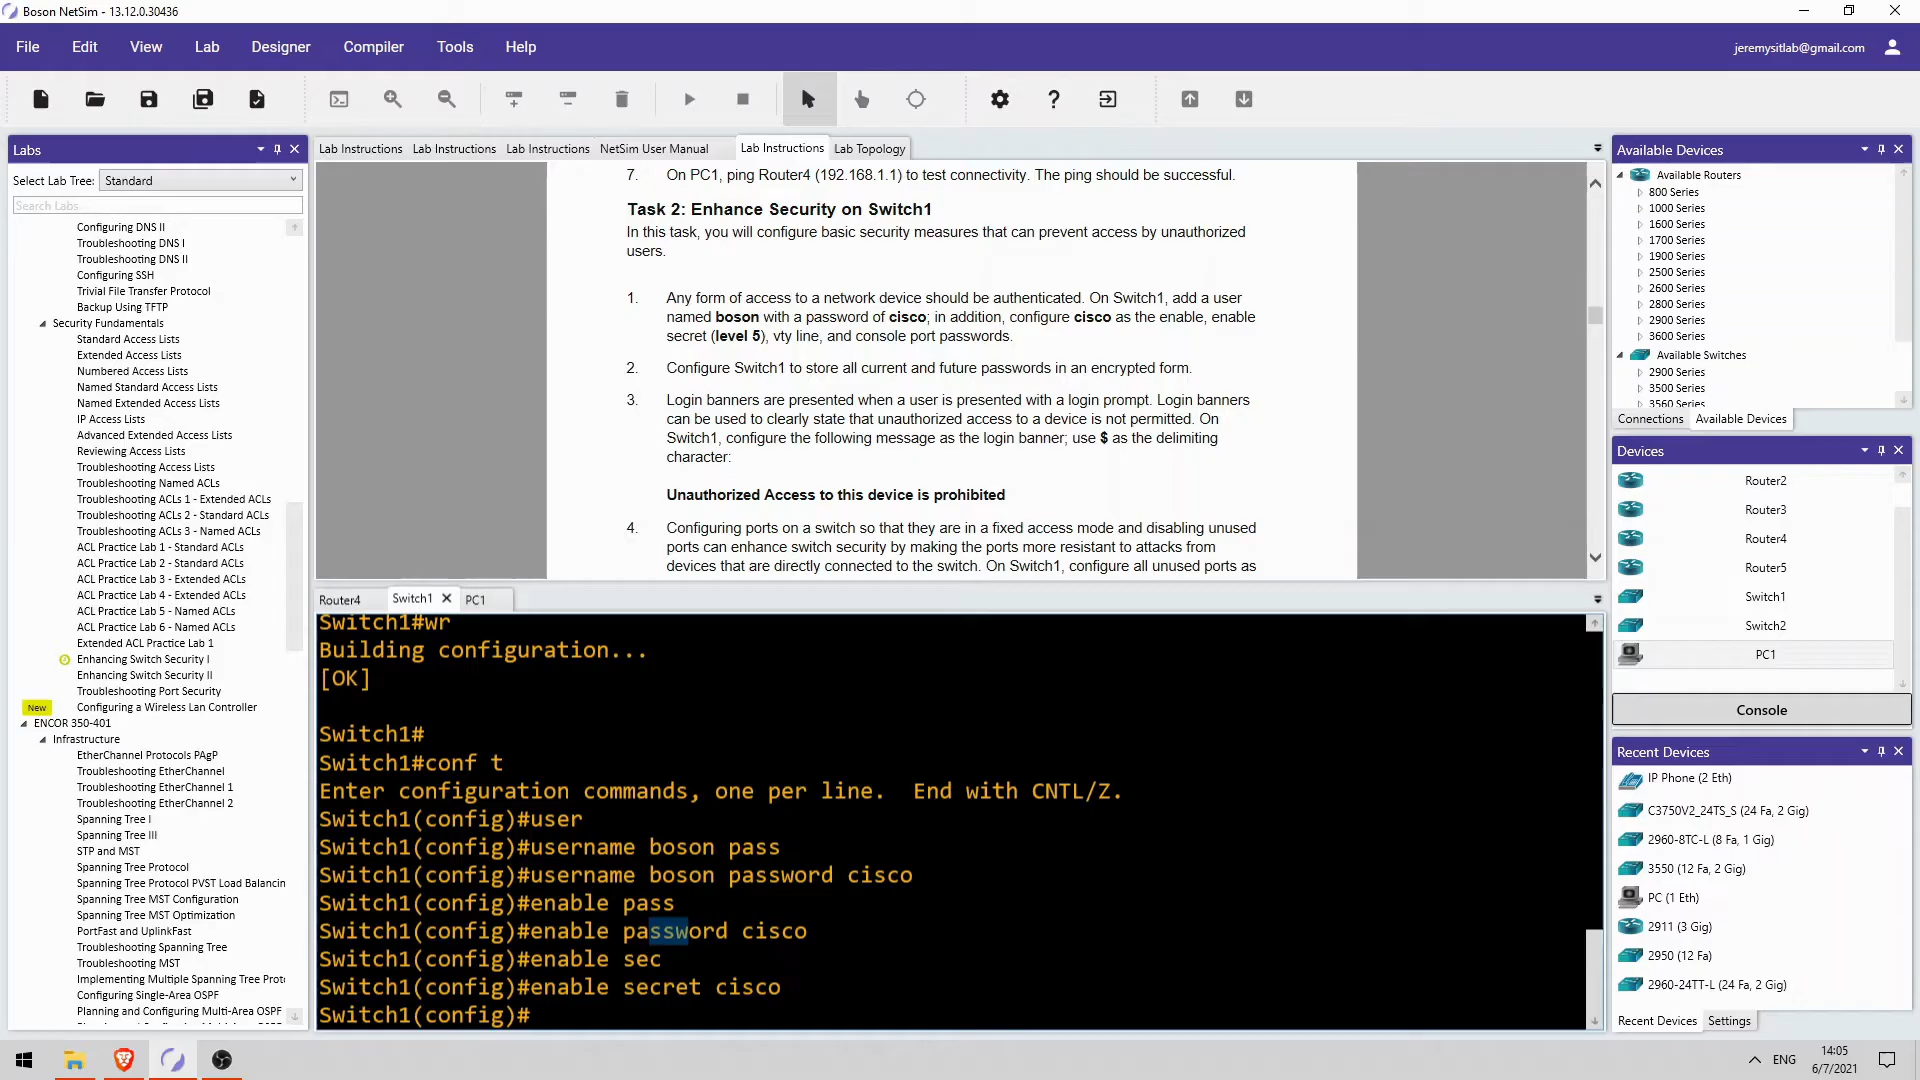 Boson NetSim - 13.12.0.30436
File Edit View Lab Designer Compiler Tools Help
jeremysitlab@gmail.com
Labs
Select Lab Tree: Standard
Search Labs
Configuring DNS II
Troubleshooting DNS I
Troubleshooting DNS II
Configuring SSH
Trivial File Transfer Protocol
Backup Using TFTP
Security Fundamentals
Standard Access Lists
Extended Access Lists
Numbered Access Lists
Named Standard Access Lists
Named Extended Access Lists
IP Access Lists
Advanced Extended Access Lists
Reviewing Access Lists
Troubleshooting Access Lists
Troubleshooting Named ACLs
Troubleshooting ACLs 1 - Extended ACLs
Troubleshooting ACLs 2 - Standard ACLs
Troubleshooting ACLs 3 - Named ACLs
ACL Practice Lab 1 - Standard ACLs
ACL Practice Lab 2 - Standard ACLs
ACL Practice Lab 3 - Extended ACLs
ACL Practice Lab 4 - Extended ACLs
ACL Practice Lab 5 - Named ACLs
ACL Practice Lab 6 - Named ACLs
Extended ACL Practice Lab 1
Enhancing Switch Security I
Enhancing Switch Security II
Troubleshooting Port Security
New Configuring a Wireless Lan Controller
ENCOR 350-401
Infrastructure
EtherChannel Protocols PAgP
Troubleshooting EtherChannel
Troubleshooting EtherChannel 1
Troubleshooting EtherChannel 2
Spanning Tree I
Spanning Tree III
STP and MST
Spanning Tree Protocol
Spanning Tree Protocol PVST Load Balancin
Spanning Tree MST Configuration
Spanning Tree MST Optimization
PortFast and UplinkFast
Troubleshooting Spanning Tree
Troubleshooting MST
Implementing Multiple Spanning Tree Proto
Configuring Single-Area OSPF
Planning and Configuring Multi-Area OSPF
Lab Instructions Lab Instructions Lab Instructions NetSim User Manual Lab Instructions Lab Topology
7. On PC1, ping Router4 (192.168.1.1) to test connectivity. The ping should be successful.
Task 2: Enhance Security on Switch1
In this task, you will configure basic security measures that can prevent access by unauthorized
users.
1. Any form of access to a network device should be authenticated. On Switch1, add a user
named boson with a password of cisco; in addition, configure cisco as the enable, enable
secret (level 5), vty line, and console port passwords.
2. Configure Switch1 to store all current and future passwords in an encrypted form.
3. Login banners are presented when a user is presented with a login prompt. Login banners
can be used to clearly state that unauthorized access to a device is not permitted. On
Switch1, configure the following message as the login banner; use $ as the delimiting
character:
Unauthorized Access to this device is prohibited
4. Configuring ports on a switch so that they are in a fixed access mode and disabling unused
ports can enhance switch security by making the ports more resistant to attacks from
devices that are directly connected to the switch. On Switch1, configure all unused ports as
Router4 Switch1 PC1
Switch1#wr
Building configuration...
[OK]
Switch1#
Switch1#conf t
Enter configuration commands, one per line.  End with CNTL/Z.
Switch1(config)#user
Switch1(config)#username boson pass
Switch1(config)#username boson password cisco
Switch1(config)#enable pass
Switch1(config)#enable password cisco
Switch1(config)#enable sec
Switch1(config)#enable secret cisco
Switch1(config)#
Available Devices
Available Routers
800 Series
1000 Series
1600 Series
1700 Series
1900 Series
2500 Series
2600 Series
2800 Series
2900 Series
3600 Series
Available Switches
2900 Series
3500 Series
3560 Series
Connections Available Devices
Devices
Router2
Router3
Router4
Router5
Switch1
Switch2
PC1
Console
Recent Devices
IP Phone (2 Eth)
C3750V2_24TS_S (24 Fa, 2 Gig)
2960-8TC-L (8 Fa, 1 Gig)
3550 (12 Fa, 2 Gig)
PC (1 Eth)
2911 (3 Gig)
2950 (12 Fa)
2960-24TT-L (24 Fa, 2 Gig)
Recent Devices Settings
ENG
14:05
6/7/2021